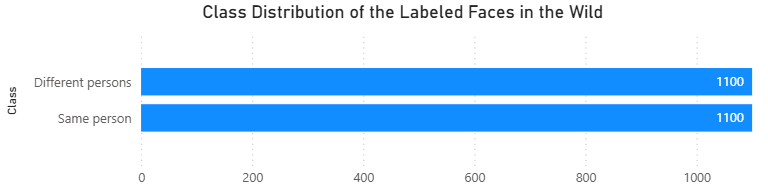 Class Distribution of the Labeled Faces in the Wild
Class
Different persons 1100
Same person 1100
0 200 400 600 800 1000